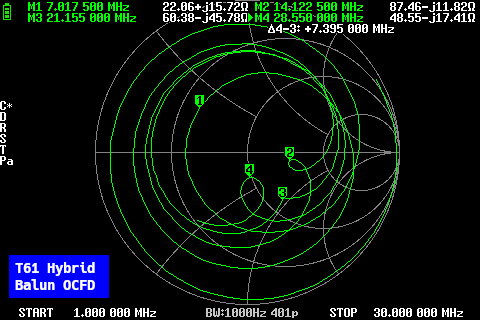 M1 7.017 500 MHz 22.06+j15.72Ω M2 14.122 500 MHz 87.46-j11.82Ω
M3 21.155 000 MHz 60.38-j45.78Ω ▶M4 28.550 000 MHz 48.55-j17.41Ω
Δ4-3: +7.395 000 MHz
1
C*
D
R
S
T
Pa
2
4
3
T61 Hybrid
Balun OCFD
START 1.000 000 MHz BW:1000Hz 401p STOP 30.000 000 MHz